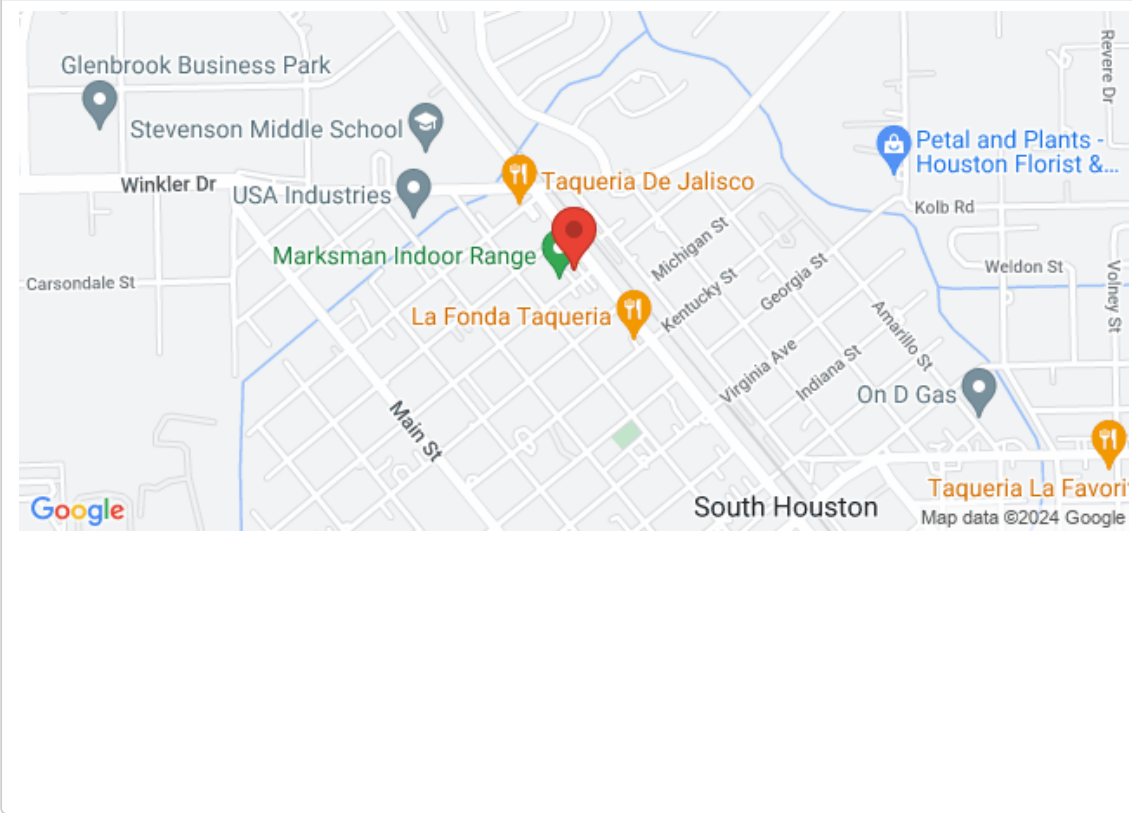 Revere Dr
Glenbrook Business Park
Stevenson Middle School
Petal and Plants -
Houston Florist &...
Winkler Dr
USA Industries
Taqueria De Jalisco
Kolb Rd
Michigan St
Marksman Indoor Range
Carsondale St
Georgia St
Weldon St
Volney St
Kentucky St
La Fonda Taqueria
Amarillo St
Virginia Ave
Indiana St
On D Gas
Main St
Taqueria La Favori
South Houston
Google
Map data ©2024 Google